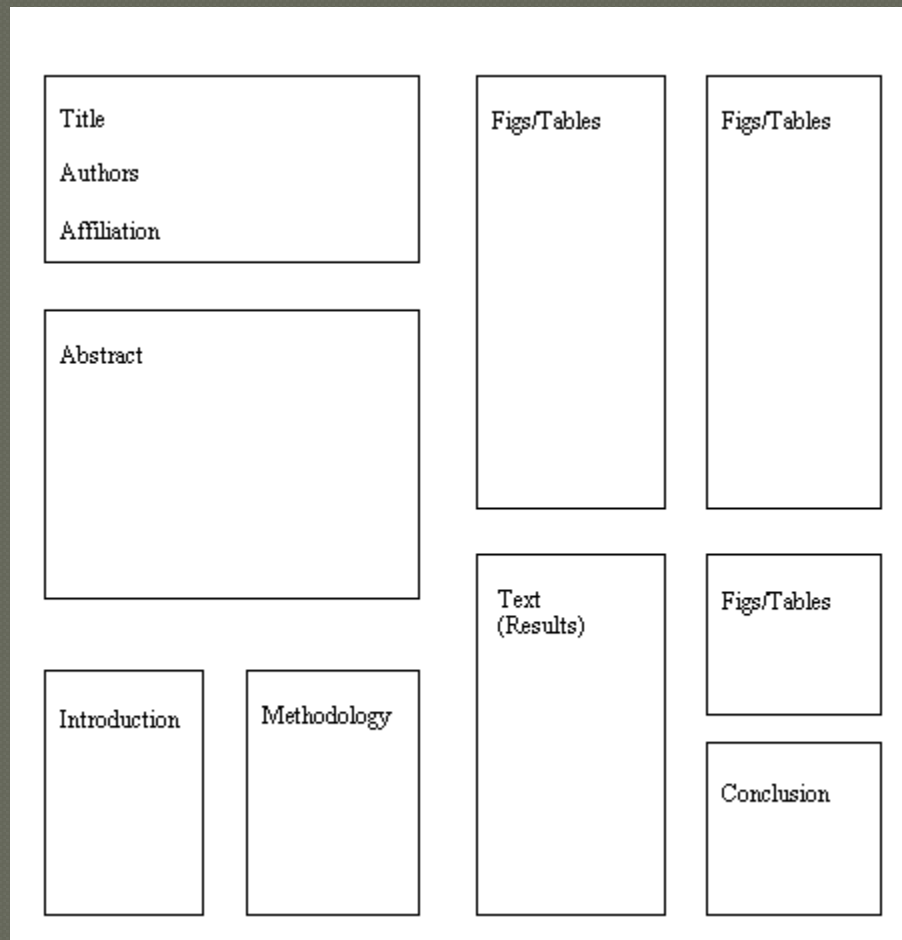 Title
Authors
Affiliation
Abstract
Introduction
Methodology
Figs/Tables
Text
(Results)
Figs/Tables
Figs/Tables
Conclusion